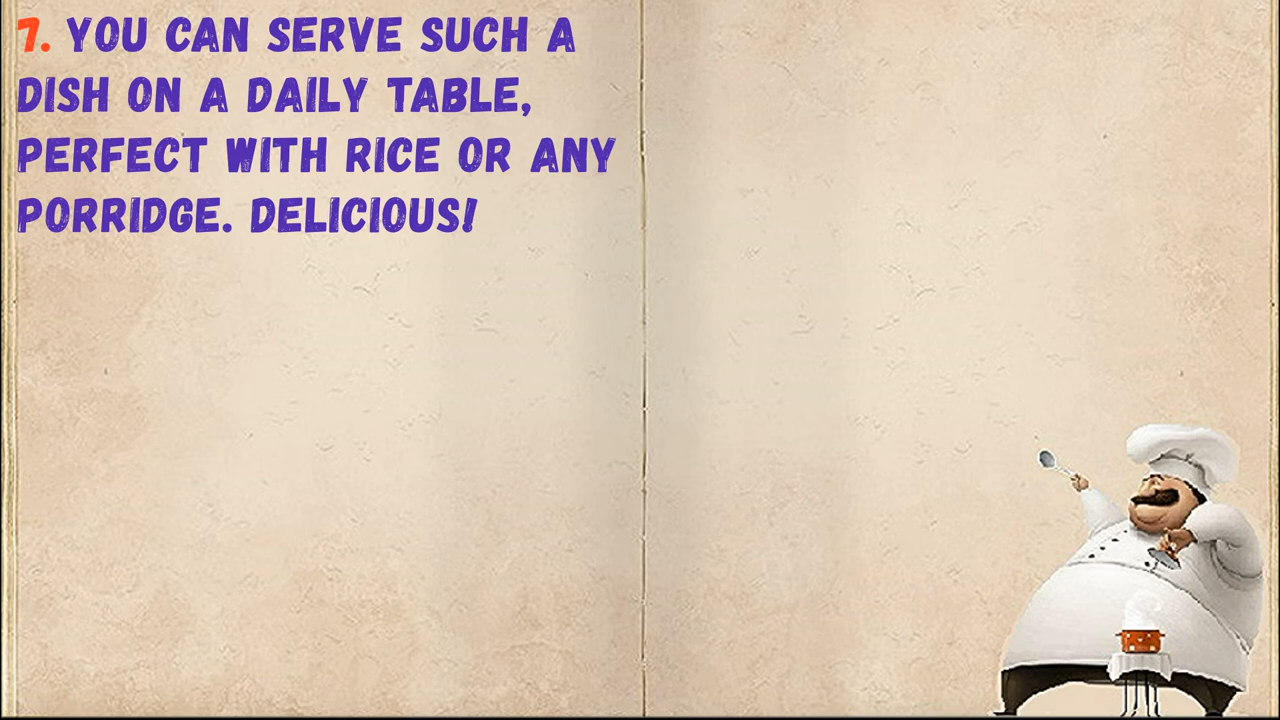 7. YOU CAN SERVE SUCH A
DISH ON A DAILY TABLE,
PERFECT WITH RICE OR ANY
PORRIDGE. DELICIOUS!